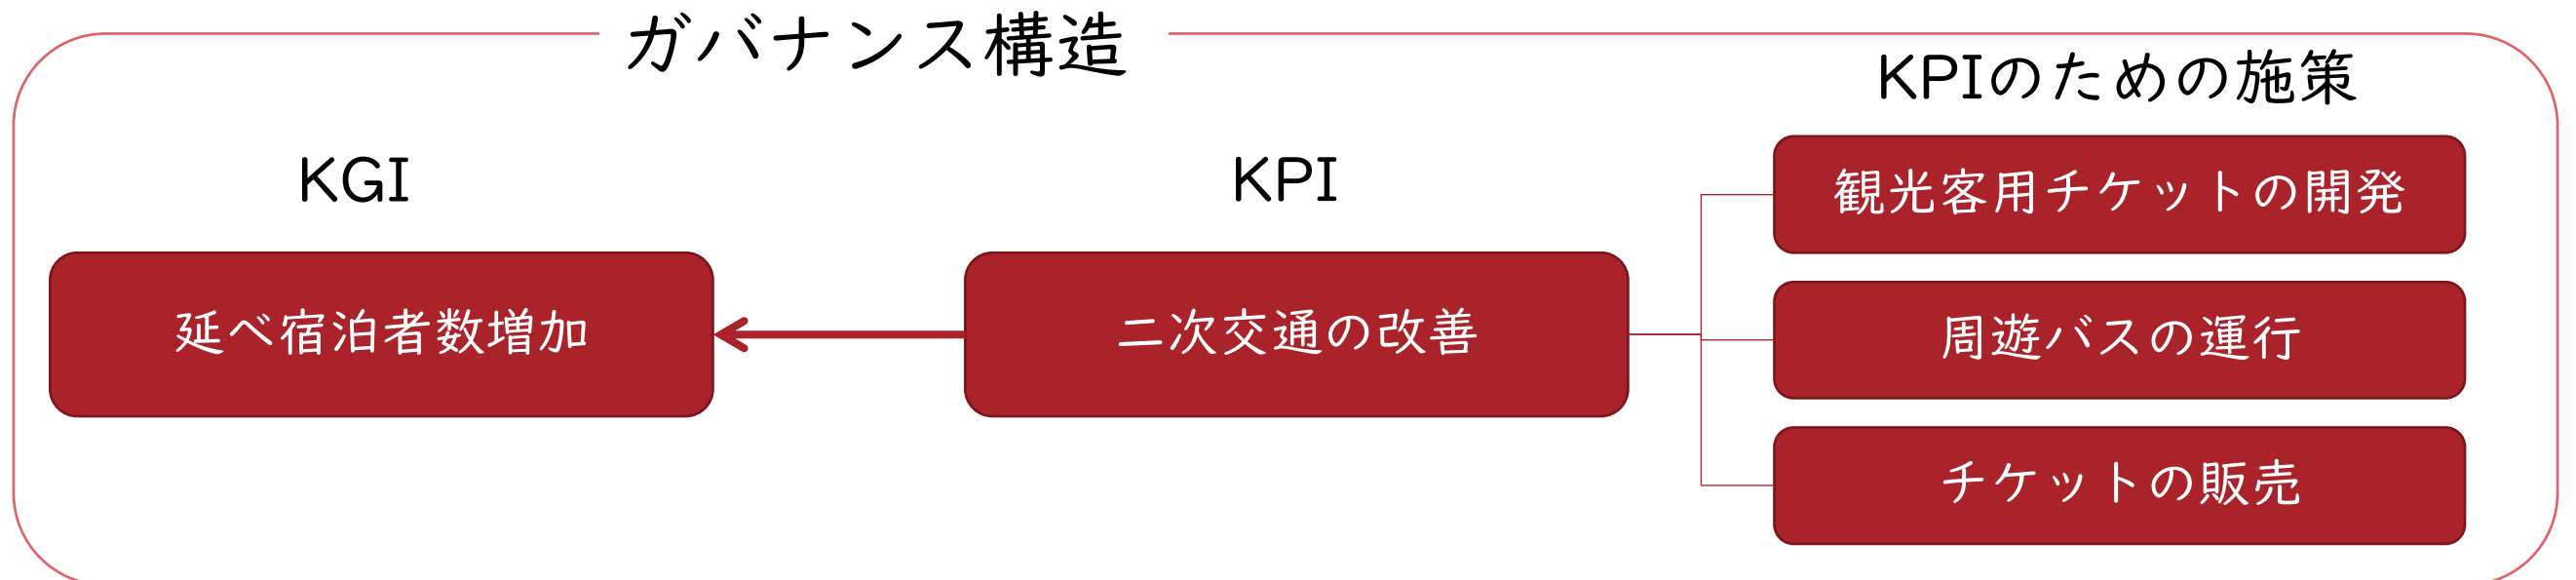 ガバナンス構造
KPIのための施策
KGI
KPI
観光客用チケットの開発
延べ宿泊者数増加
二次交通の改善
周遊バスの運行
チケットの販売